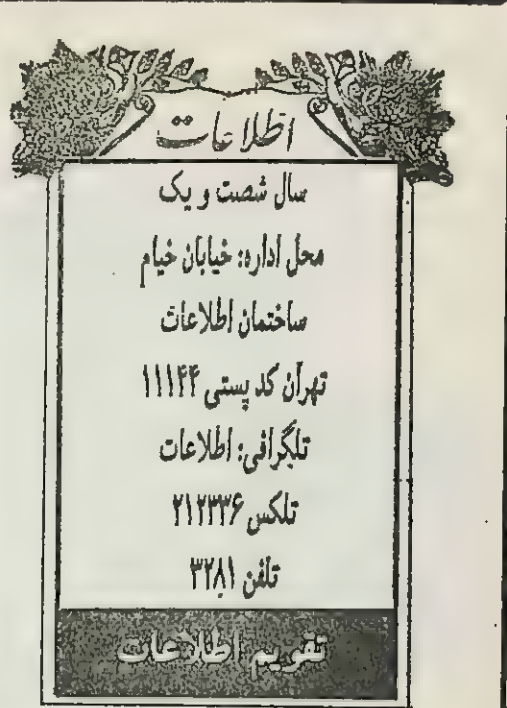 اطلاعات
سال شصت و یک
محل اداره: خیابان خیام
ساختمان اطلاعات
تهران کد پستی ۱۱۱۴۴
تلگرافی: اطلاعات
تلکس ۲۱۲۳۳۶
تلفن ۳۲۸۱
تقویم اطلاعات